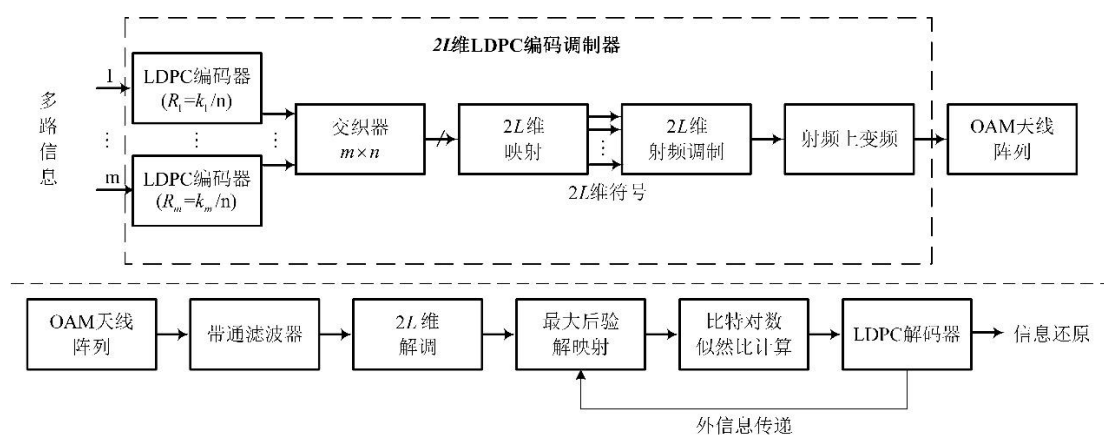 2L维LDPC编码调制器
多路信息
1
LDPC编码器
(R₁=k₁/n)
⋮
⋮
⋮
m
LDPC编码器
(Rₘ=kₘ/n)
交织器
m×n
2L维
映射
⋮
2L维符号
2L维
射频调制
射频上变频
OAM天线
阵列
OAM天线
阵列
带通滤波器
2L维
解调
最大后验
解映射
比特对数
似然比计算
LDPC解码器
信息还原
外信息传递